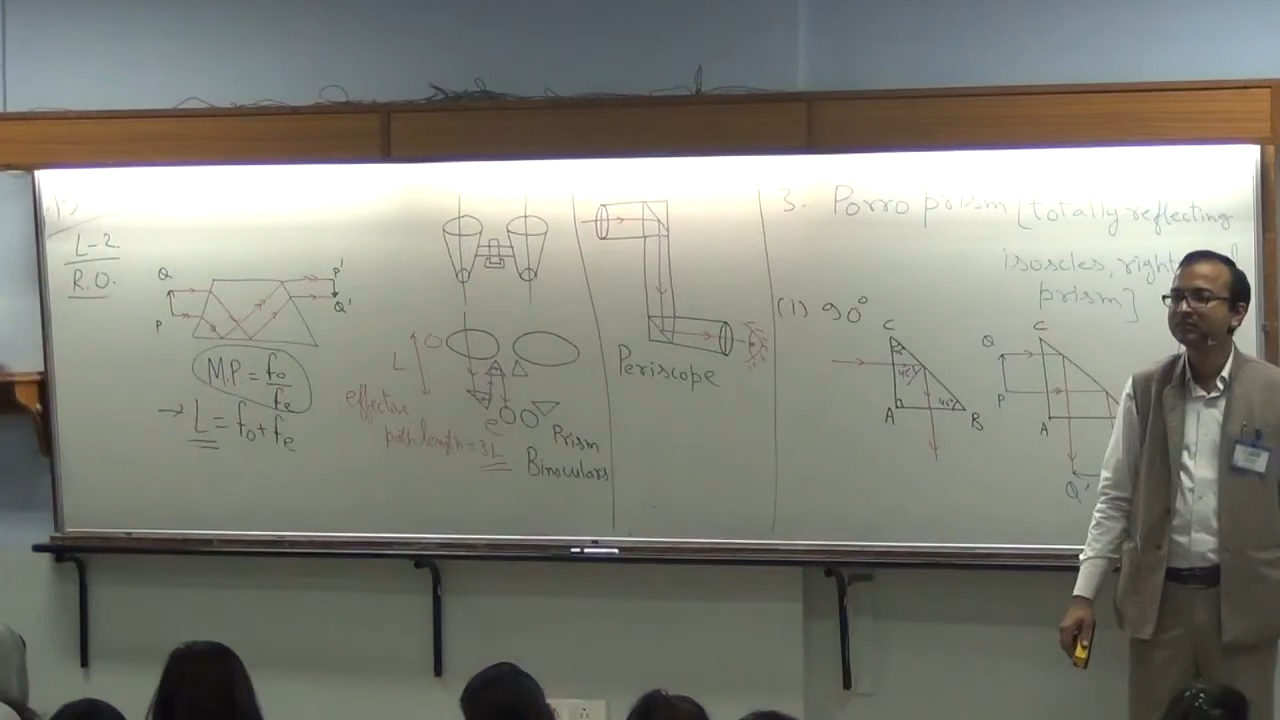 L-2
R.O.
Q
P
P'
Q'
M.P = fo/fe
→ L = fo + fe
L
O
e
effective
path length = 3L
Prism
Binoculars
Periscope
3. Porro prism [totally reflecting
isoscles, right
prism]
(1) 90°
C
45°
45°
A
B
Q
P
C
A
Q'